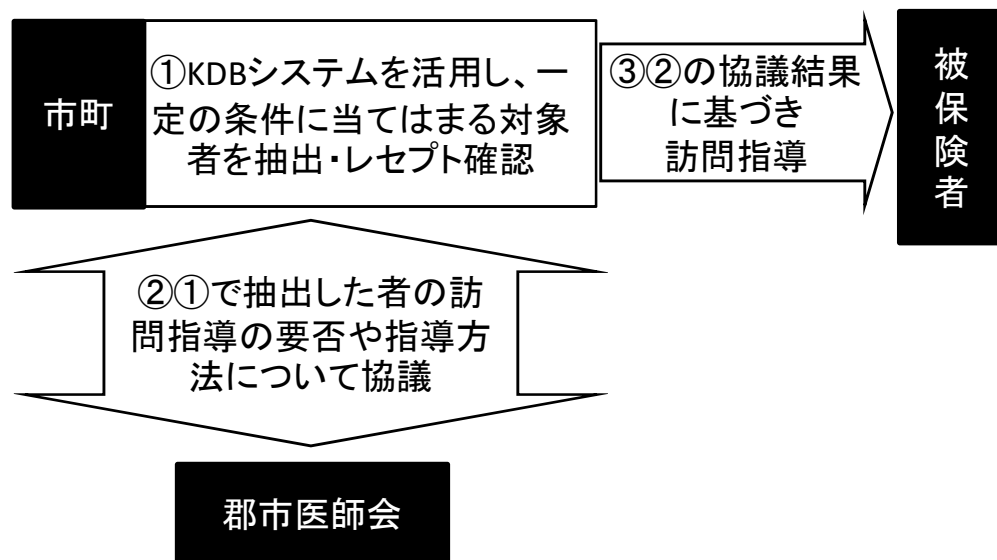 市町
①KDBシステムを活用し、一
定の条件に当てはまる対象
者を抽出・レセプト確認
③②の協議結果
に基づき
訪問指導
被
保
険
者
②①で抽出した者の訪
問指導の要否や指導方
法について協議
郡市医師会